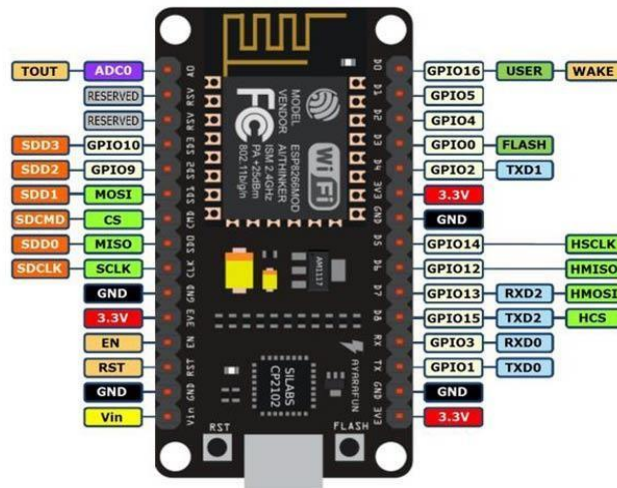 TOUT ADC0
RESERVED
RESERVED
SDD3 GPIO10
SDD2 GPIO9
SDD1 MOSI
SDCMD CS
SDD0 MISO
SDCLK SCLK
GND
3.3V
EN
RST
GND
Vin
A0
RSV
RSV
SD3
SD2
SD1
CMD
SD0
CLK
GND
3V3
EN
RST
GND
Vin
MODEL
VENDOR
ESP8266MOD
AI/THINKER
ISM 2.4GHz
PA +25dBm
802.11b/g/n
FC
Wi Fi
AM1117
SILABS
CP2102
AYARAFUN
RST
FLASH
D0
D1
D2
D3
D4
3V3
GND
D5
D6
D7
D8
RX
TX
GND
3V3
GPIO16 USER WAKE
GPIO5
GPIO4
GPIO0 FLASH
GPIO2 TXD1
3.3V
GND
GPIO14 HSCLK
GPIO12 HMISO
GPIO13 RXD2 HMOSI
GPIO15 TXD2 HCS
GPIO3 RXD0
GPIO1 TXD0
GND
3.3V